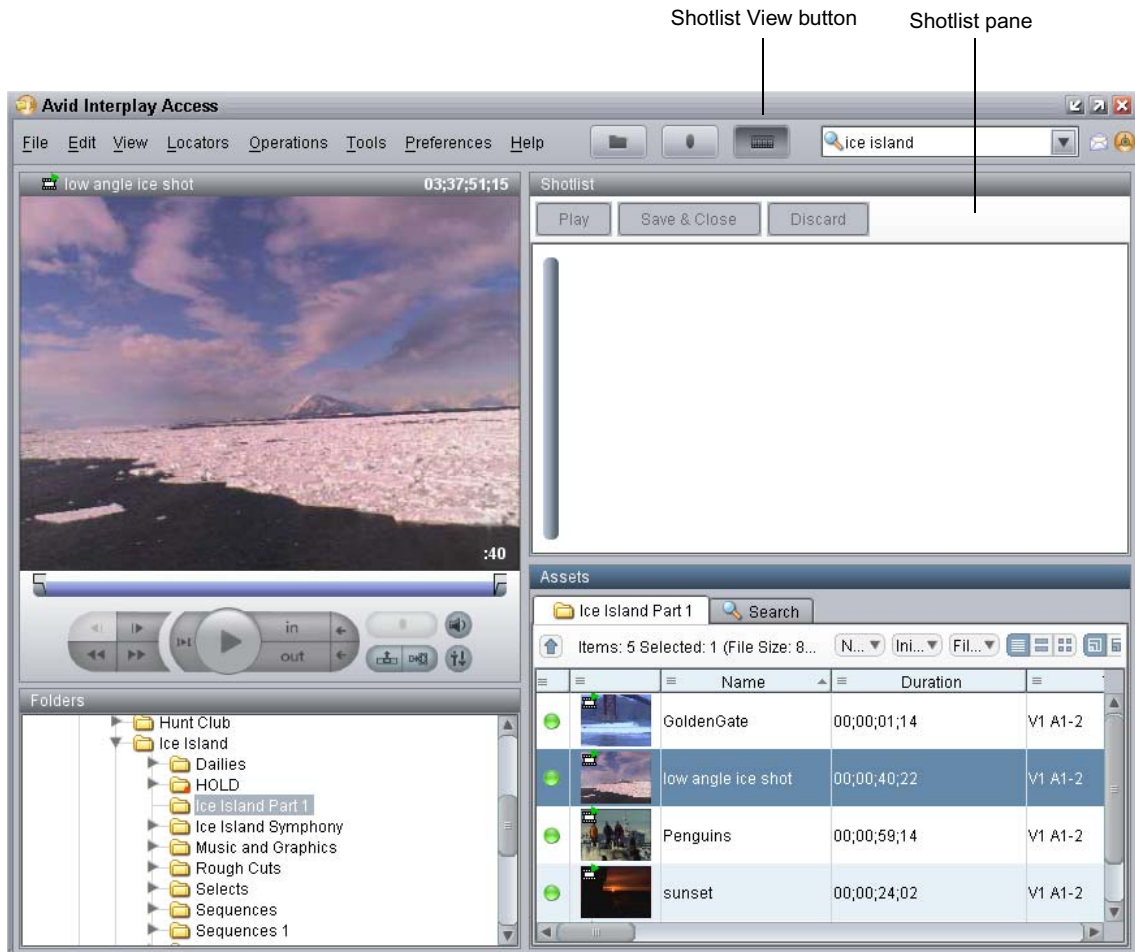 Shotlist View button
Shotlist pane
Avid Interplay Access
File Edit View Locators Operations Tools Preferences Help
ice island
low angle ice shot 03;37;51;15
:40
in
out
Shotlist
Play Save & Close Discard
Folders
Hunt Club
Ice Island
Dailies
HOLD
Ice Island Part 1
Ice Island Symphony
Music and Graphics
Rough Cuts
Selects
Sequences
Sequences 1
Assets
Ice Island Part 1 Search
Items: 5 Selected: 1 (File Size: 8... N... Ini... Fil...
Name Duration
GoldenGate 00;00;01;14 V1 A1-2
low angle ice shot 00;00;40;22 V1 A1-2
Penguins 00;00;59;14 V1 A1-2
sunset 00;00;24;02 V1 A1-2